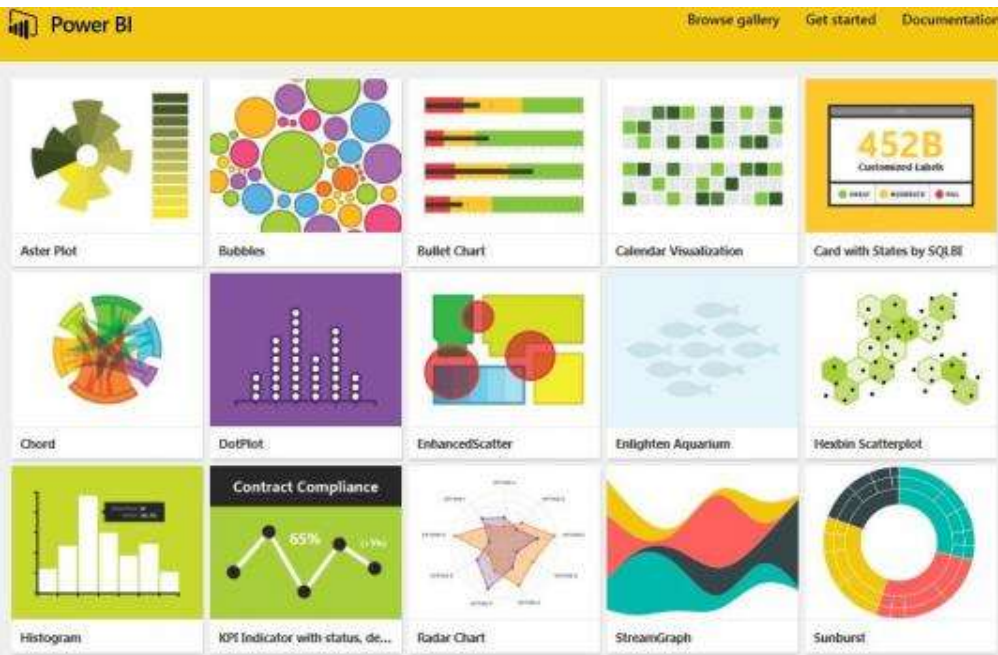 Power BI
Browse gallery Get started Documentation
452B
Customized Labels
Aster Plot
Bubbles
Bullet Chart
Calendar Visualization
Card with States by SQLBI
Contract Compliance
65%
Chord
DotPlot
EnhancedScatter
Enlighten Aquarium
Hexbin Scatterplot
Histogram
KPI Indicator with status, de...
Radar Chart
StreamGraph
Sunburst